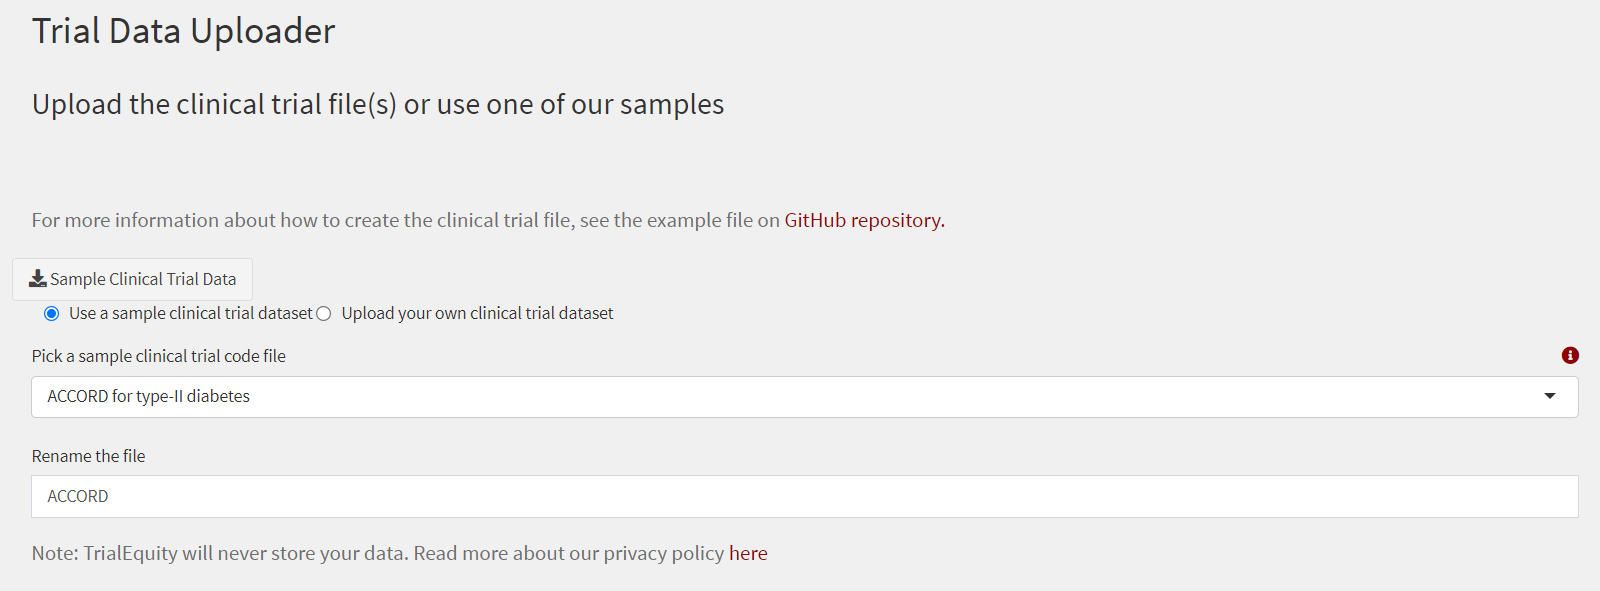 Trial Data Uploader
Upload the clinical trial file(s) or use one of our samples
For more information about how to create the clinical trial file, see the example file on GitHub repository.
Sample Clinical Trial Data
Use a sample clinical trial dataset Upload your own clinical trial dataset
Pick a sample clinical trial code file
ACCORD for type-II diabetes
Rename the file
ACCORD
Note: TrialEquity will never store your data. Read more about our privacy policy here